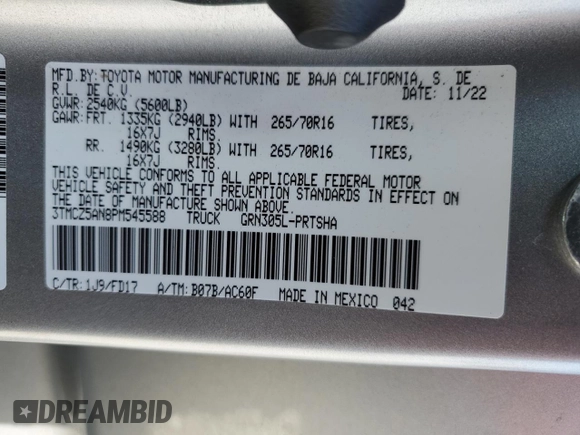 MFD.BY: TOYOTA MOTOR MANUFACTURING DE BAJA CALIFORNIA, S. DE
R.L. DE C.V. DATE: 11/22
GVWR: 2540KG (5600LB)
GAWR: FRT. 1335KG (2940LB) WITH 265/70R16 TIRES,
16X7J RIMS.
RR. 1490KG (3280LB) WITH 265/70R16 TIRES,
16X7J RIMS.
THIS VEHICLE CONFORMS TO ALL APPLICABLE FEDERAL MOTOR
VEHICLE SAFETY AND THEFT PREVENTION STANDARDS IN EFFECT ON
THE DATE OF MANUFACTURE SHOWN ABOVE.
3TMCZ5AN8PM545588 TRUCK GRN305L-PRTSHA
C/TR: 1J9/FD17 A/TM: B07B/AC60F MADE IN MEXICO 042
DREAMBID